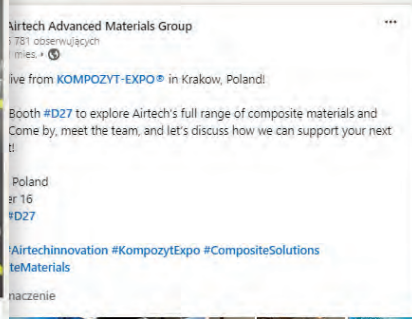 Airtech Advanced Materials Group
781 obserwujących
mies. •
ive from KOMPOZYT-EXPO® in Krakow, Poland!
Booth #D27 to explore Airtech's full range of composite materials and
Come by, meet the team, and let's discuss how we can support your next
t!
Poland
er 16
#D27
#Airtechinnovation #KompozytExpo #CompositeSolutions
teMaterials
naczenie